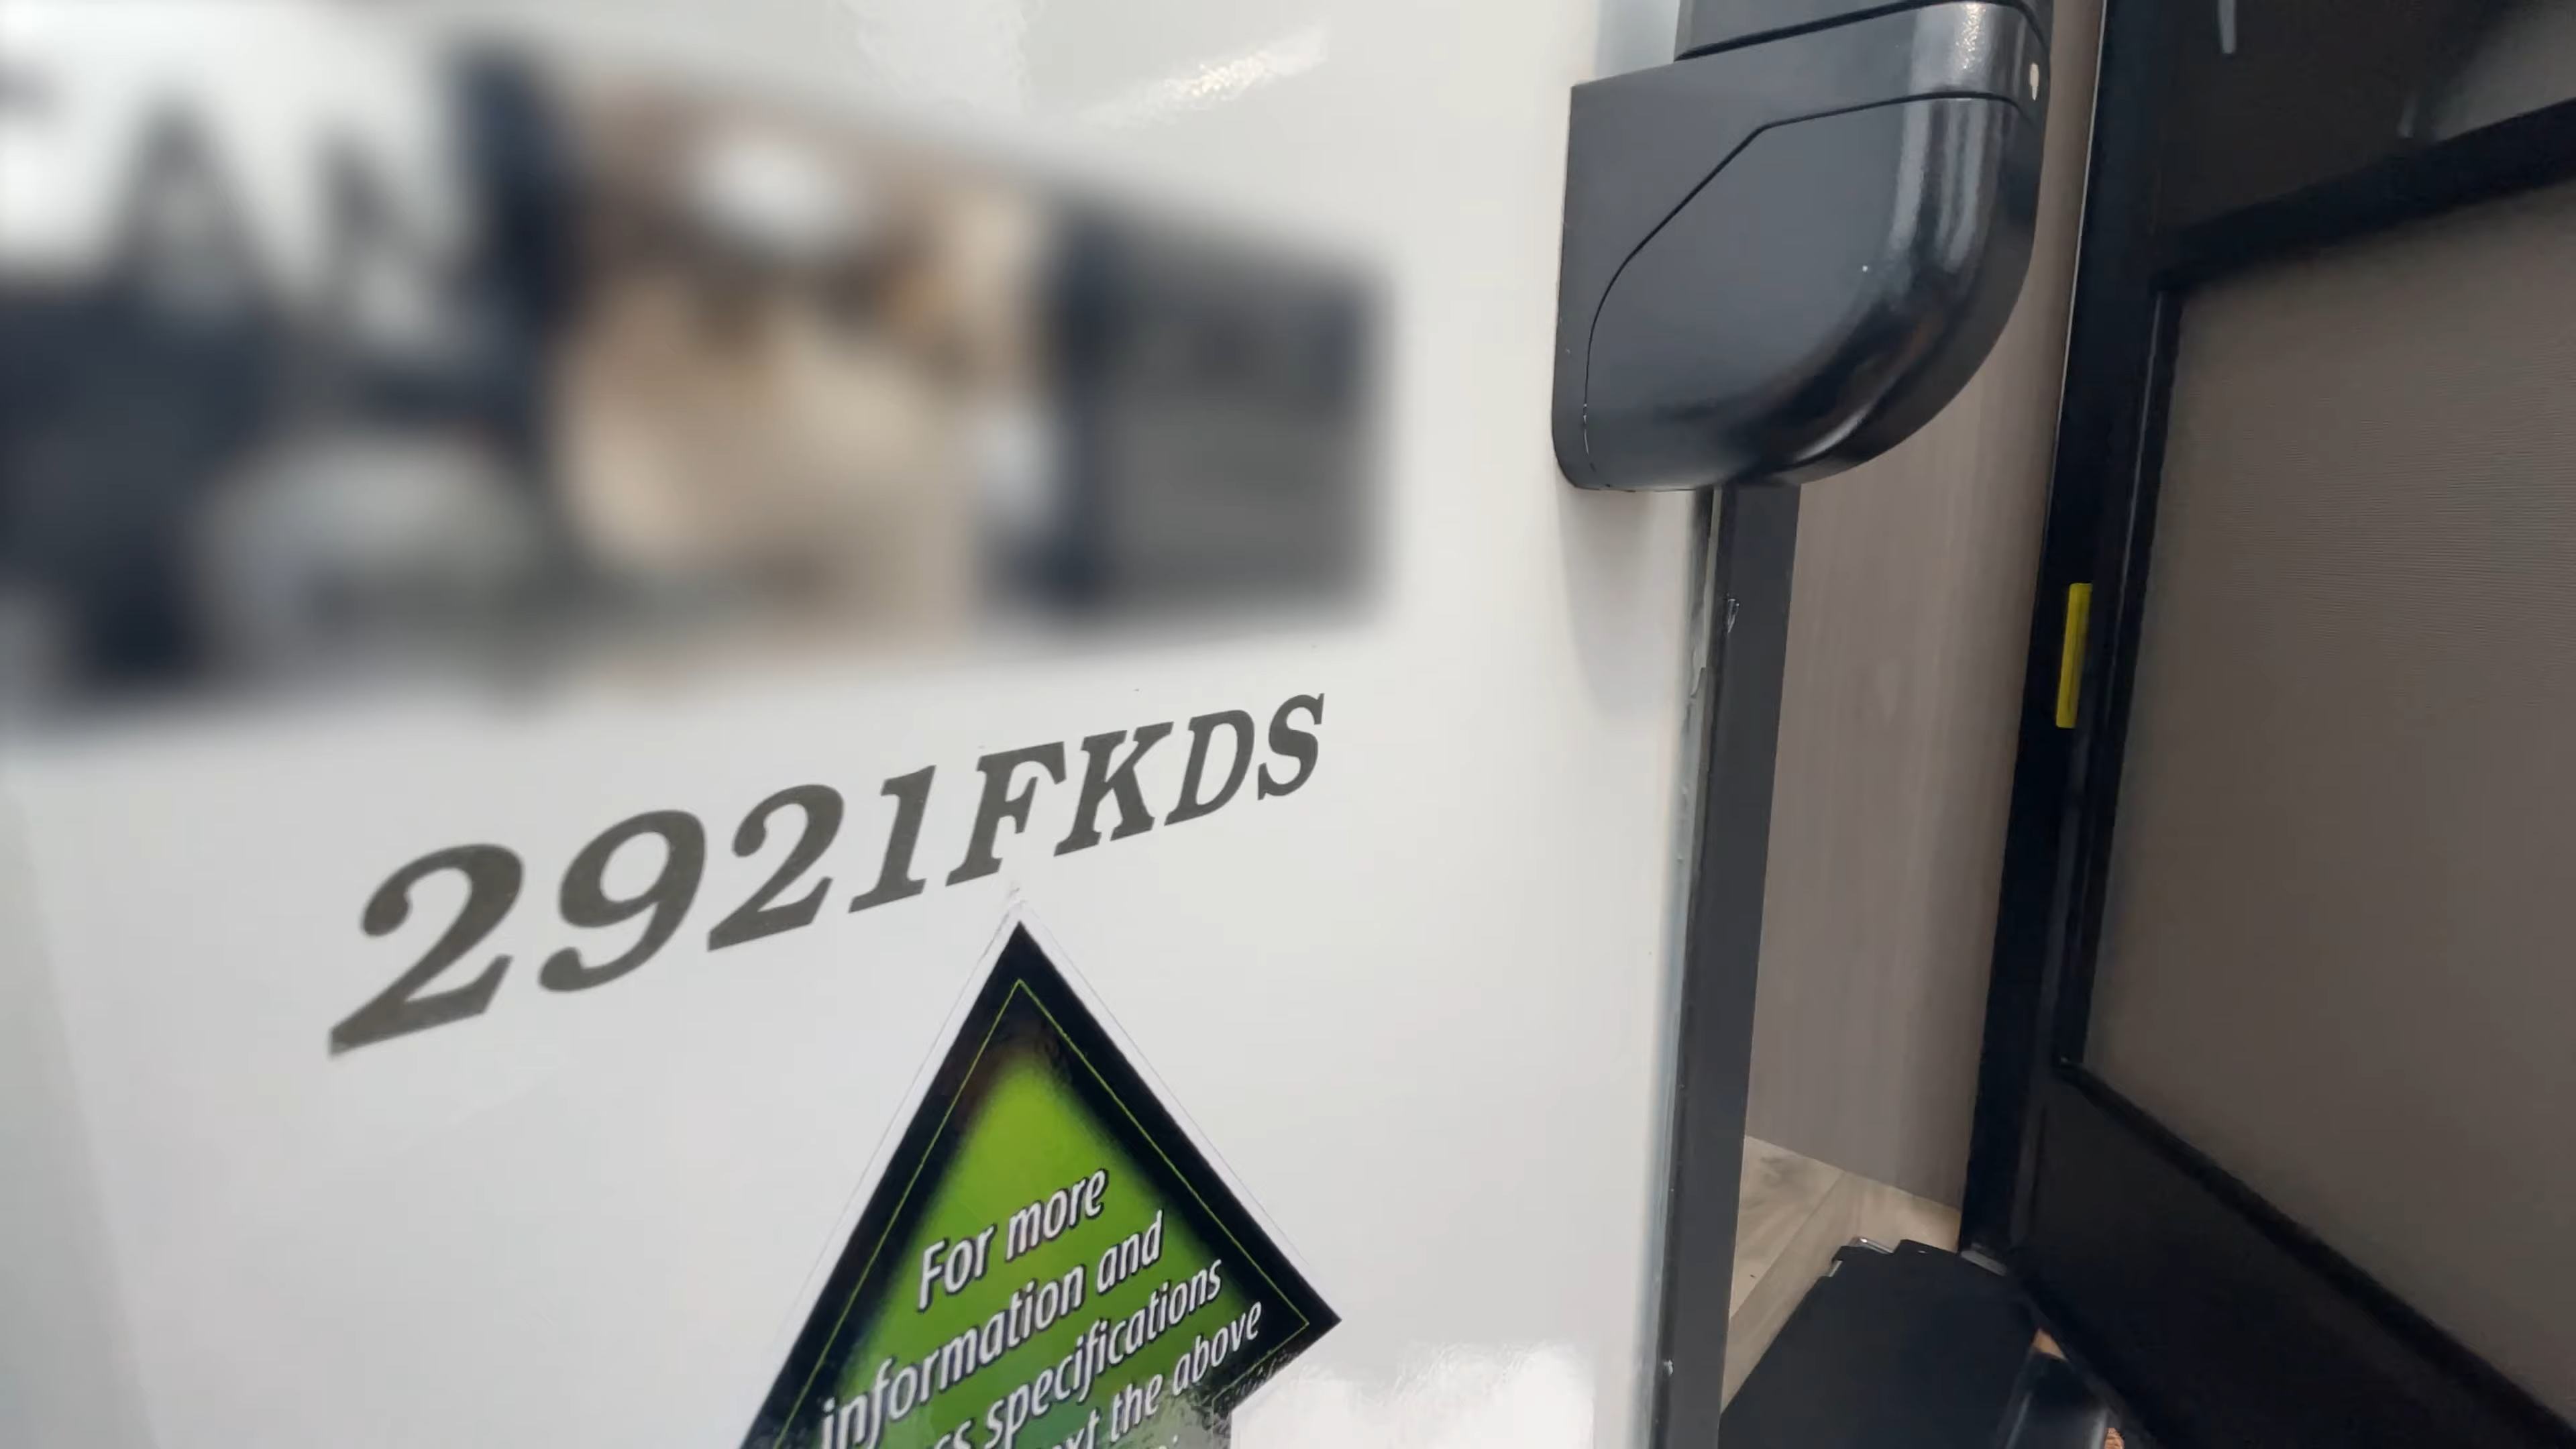 2921FKDS
For more
information and
specifications
the above